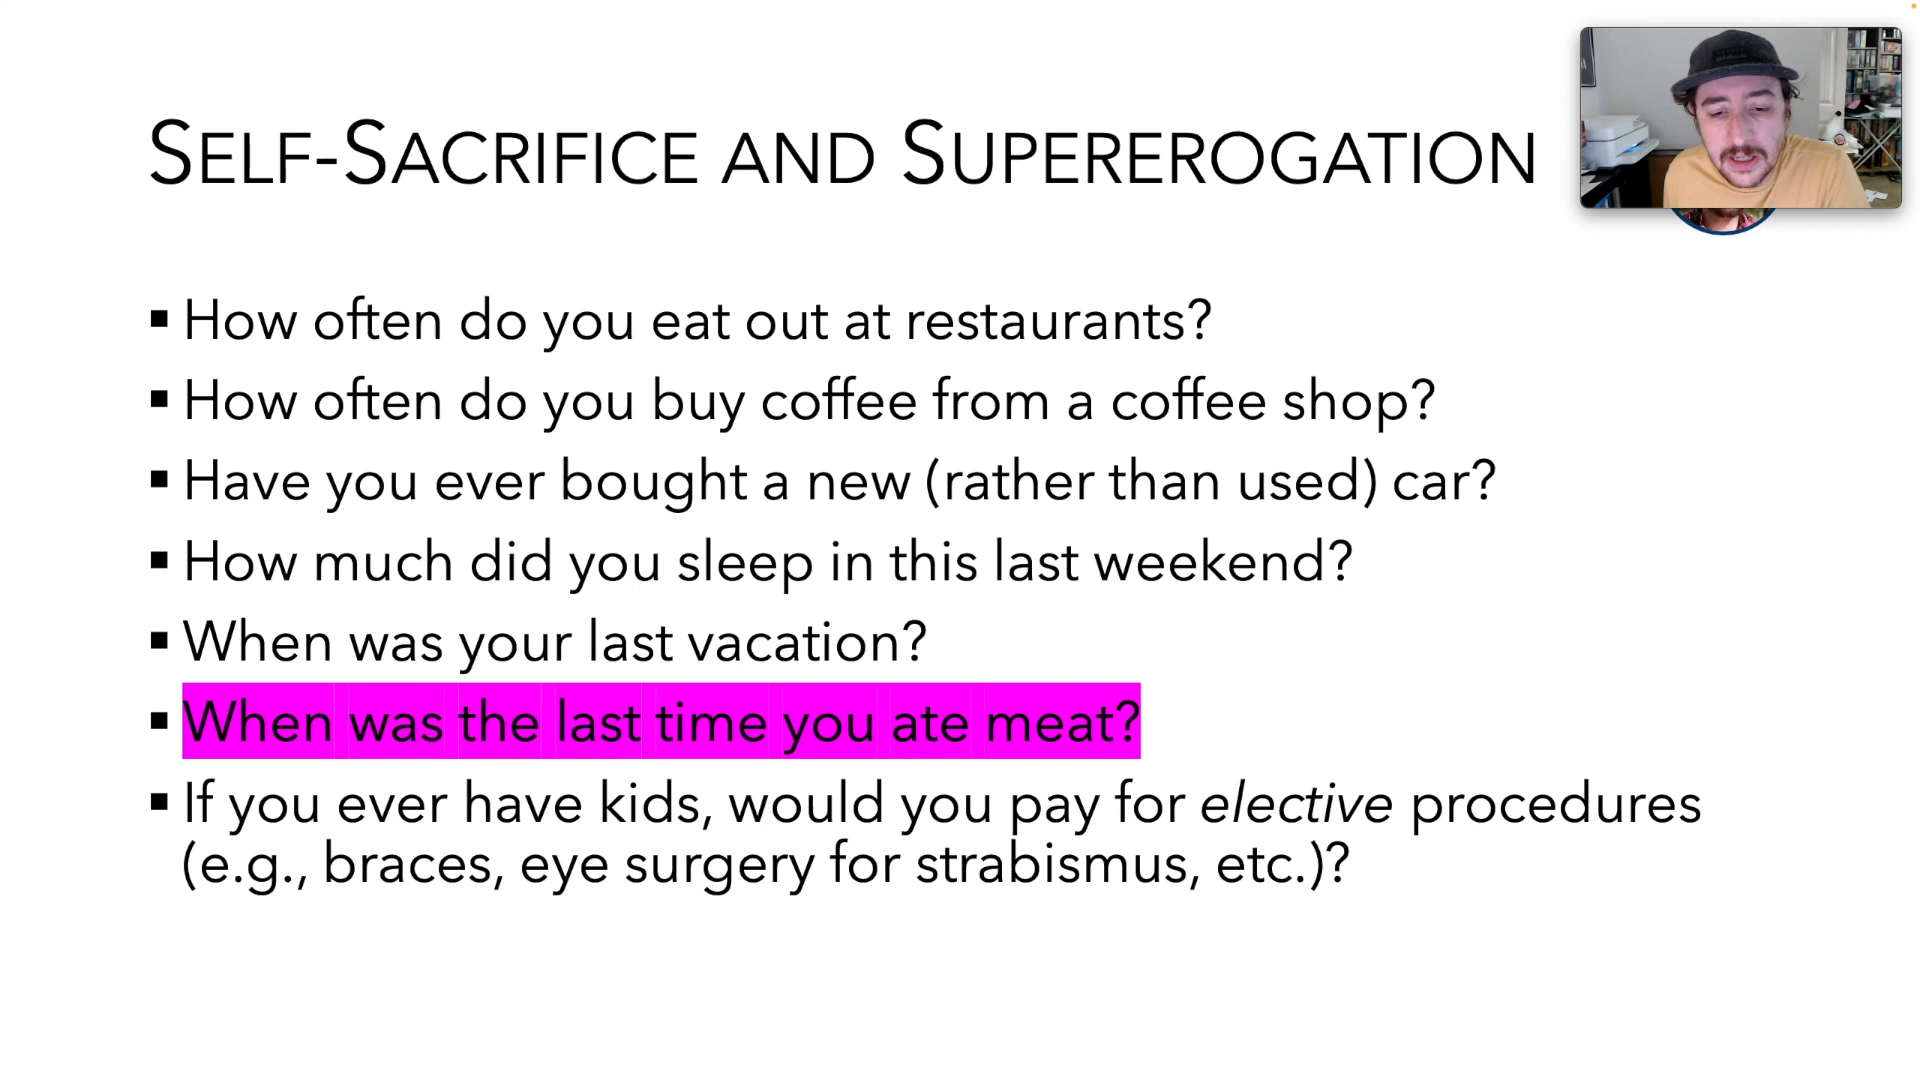 SELF-SACRIFICE AND SUPEREROGATION
▪ How often do you eat out at restaurants?
▪ How often do you buy coffee from a coffee shop?
▪ Have you ever bought a new (rather than used) car?
▪ How much did you sleep in this last weekend?
▪ When was your last vacation?
▪ When was the last time you ate meat?
▪ If you ever have kids, would you pay for elective procedures
(e.g., braces, eye surgery for strabismus, etc.)?